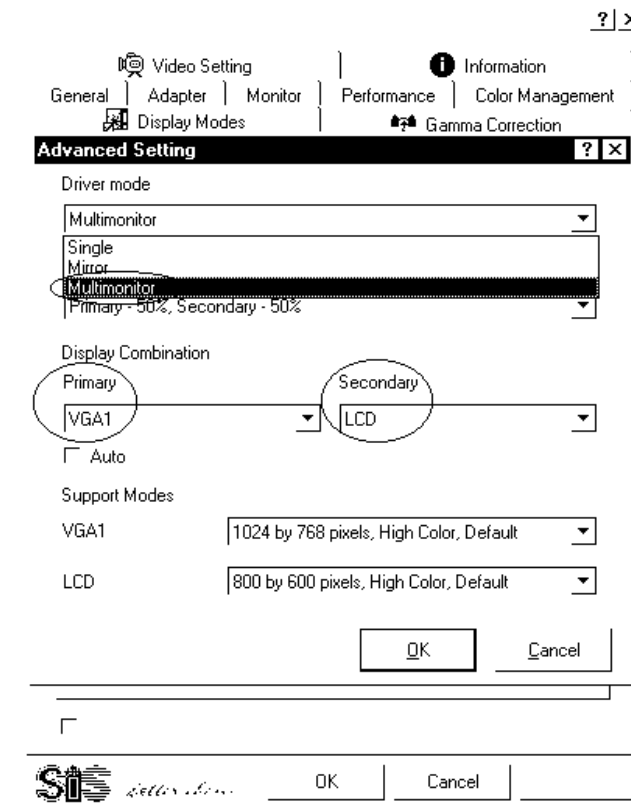 ? ×
Video Setting Information
General Adapter Monitor Performance Color Management
Display Modes Gamma Correction
Advanced Setting ? ×
Driver mode
Multimonitor
Single
Mirror
Multimonitor
Primary - 50%, Secondary - 50%
Display Combination
Primary Secondary
VGA1 LCD
Auto
Support Modes
VGA1 1024 by 768 pixels, High Color, Default
LCD 800 by 600 pixels, High Color, Default
OK Cancel
SiS
OK Cancel